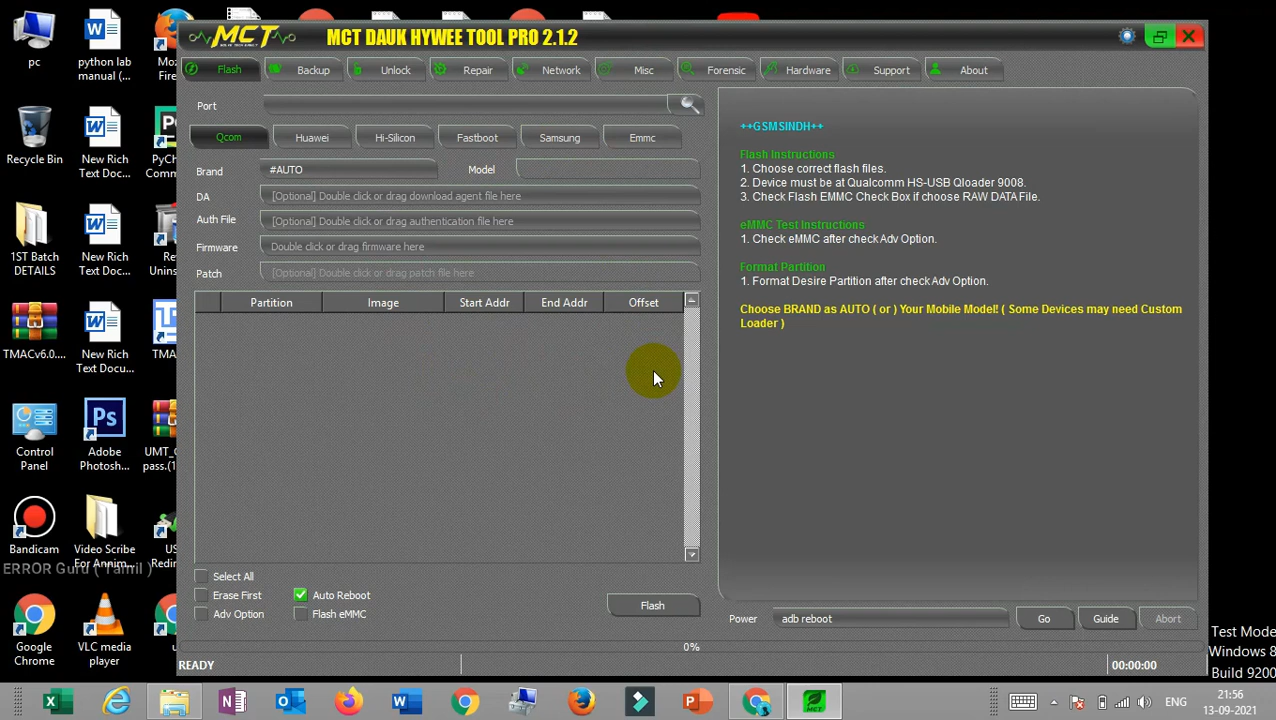 MCT
MCT DAUK HYWEE TOOL PRO 2.1.2
Flash
Backup
Unlock
Repair
Network
Misc
Forensic
Hardware
Support
About
Port
Qcom
Huawei
Hi-Silicon
Fastboot
Samsung
Emmc
Brand
#AUTO
Model
DA
[Optional] Double click or drag download agent file here
Auth File
[Optional] Double click or drag authentication file here
Firmware
Double click or drag firmware here
Patch
[Optional] Double click or drag patch file here
Partition
Image
Start Addr
End Addr
Offset
Select All
Erase First
Auto Reboot
Adv Option
Flash eMMC
Flash
++GSMSINDH++
Flash Instructions
1. Choose correct flash files.
2. Device must be at Qualcomm HS-USB Qloader 9008.
3. Check Flash EMMC Check Box if choose RAW DATA File.
eMMC Test Instructions
1. Check eMMC after check Adv Option.
Format Partition
1. Format Desire Partition after check Adv Option.
Choose BRAND as AUTO ( or ) Your Mobile Model! ( Some Devices may need Custom
Loader )
Power
adb reboot
Go
Guide
Abort
0%
READY
00:00:00
pc
python lab
manual (...
Recycle Bin
New Rich
Text Doc...
1ST Batch
DETAILS
New Rich
Text Doc...
TMACv6.0....
New Rich
Text Docu...
Control
Panel
Adobe
Photosh...
Bandicam
Video Scribe
For Annim...
ERROR Guru ( Tamil )
Google
Chrome
VLC media
player
Test Mode
Windows 8
Build 9200
ENG
21:56
13-09-2021